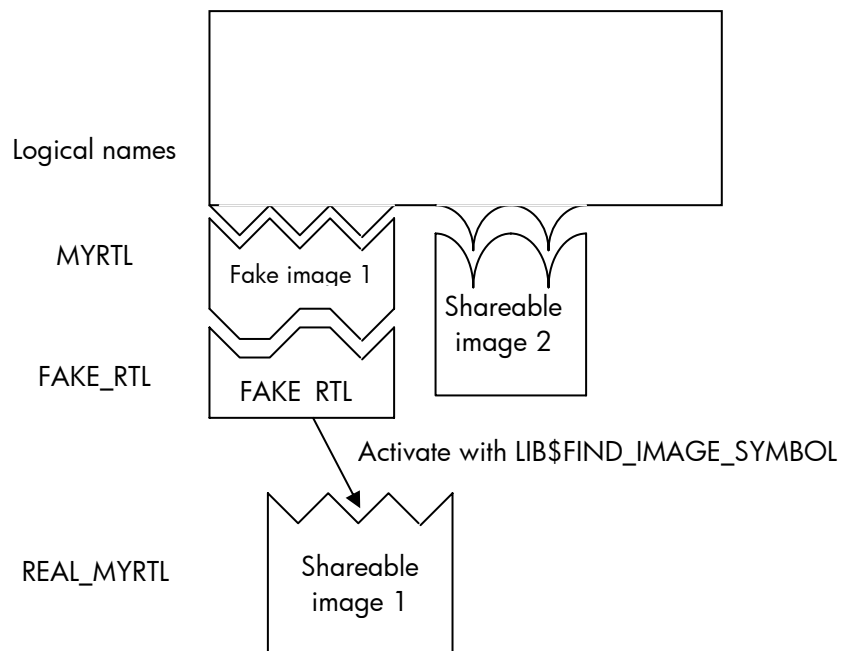 Logical names
MYRTL
Fake image 1
Shareable
image 2
FAKE_RTL
FAKE RTL
Activate with LIB$FIND_IMAGE_SYMBOL
REAL_MYRTL
Shareable
image 1